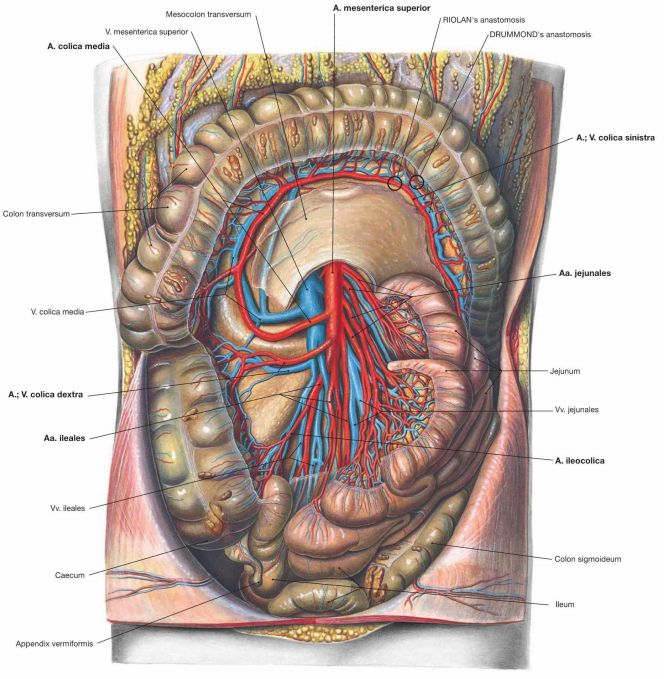 A. mesenterica superior
Mesocolon transversum
RIOLAN's anastomosis
V. mesenterica superior
DRUMMOND's anastomosis
A. colica media
A.; V. colica sinistra
Colon transversum
Aa. jejunales
V. colica media
Jejunum
A.; V. colica dextra
Vv. jejunales
Aa. ileales
A. ileocolica
Vv. ileales
Colon sigmoideum
Caecum
Ileum
Appendix vermiformis